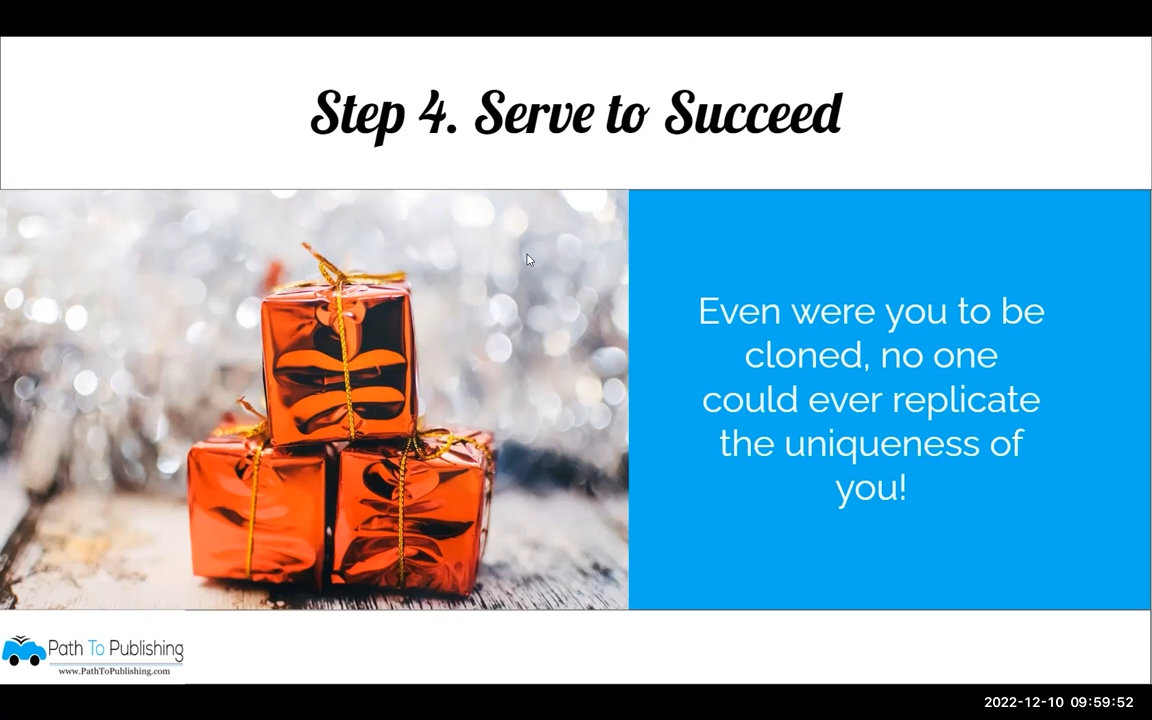 Step 4. Serve to Succeed
Even were you to be
cloned, no one
could ever replicate
the uniqueness of
you!
Path To Publishing
www.PathToPublishing.com
2022-12-10 09:59:52